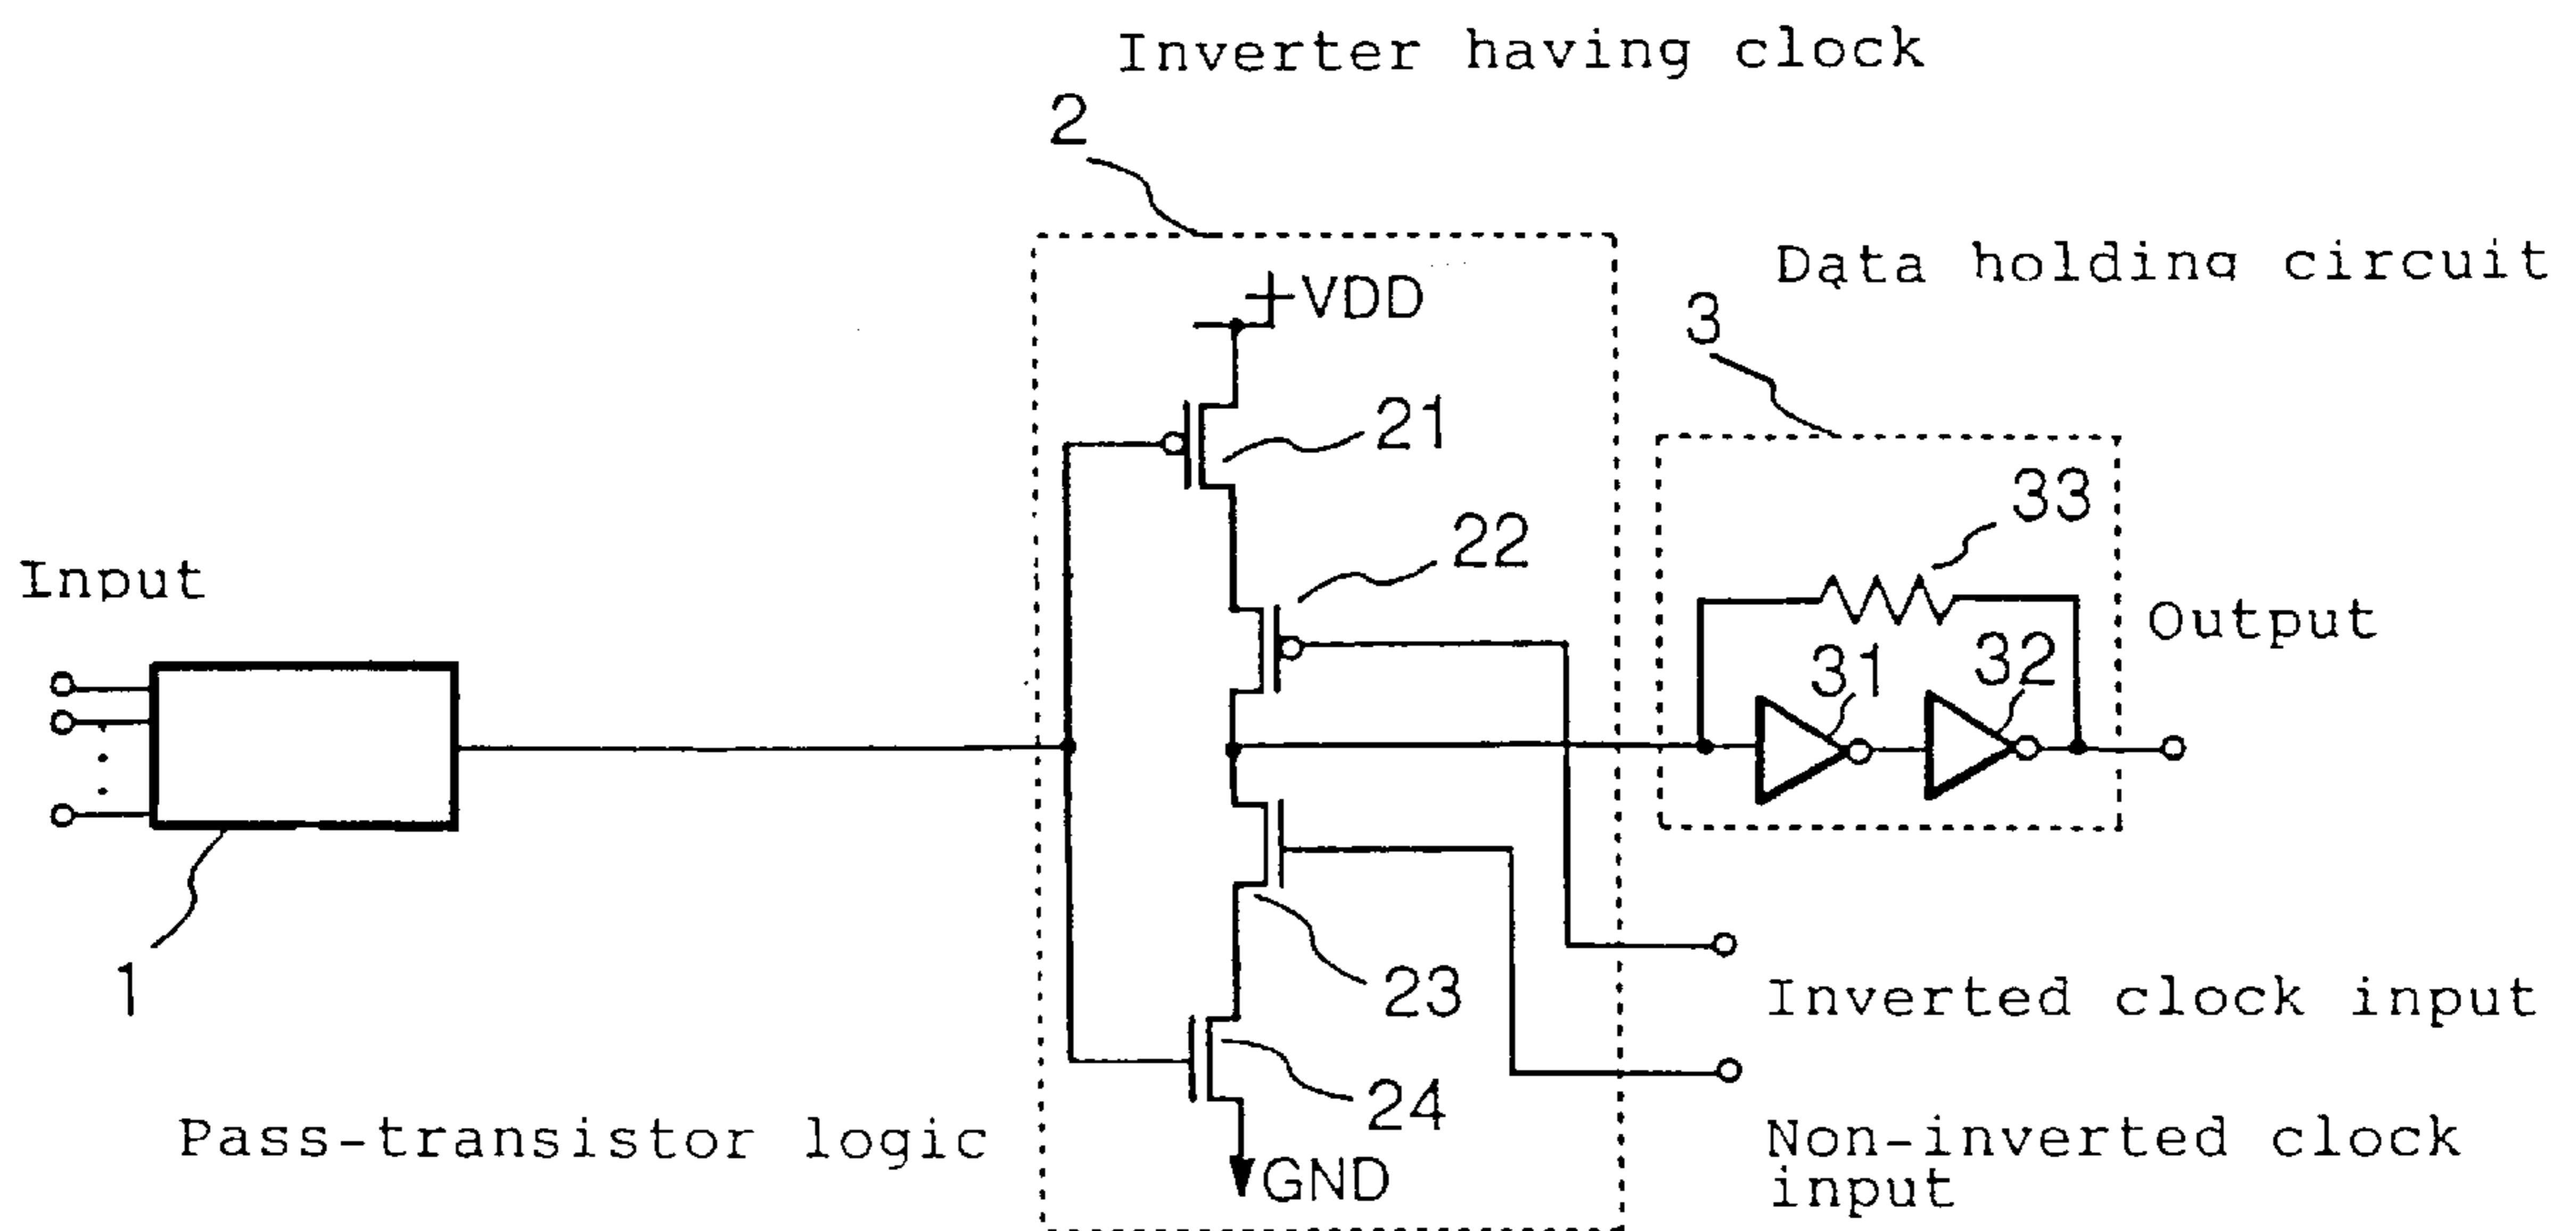 Inverter having clock
2
Data holding circuit
3
+VDD
21
33
22
Input
Output
31
32
1
23
Inverted clock input
24
Pass-transistor logic
Non-inverted clock
input
GND